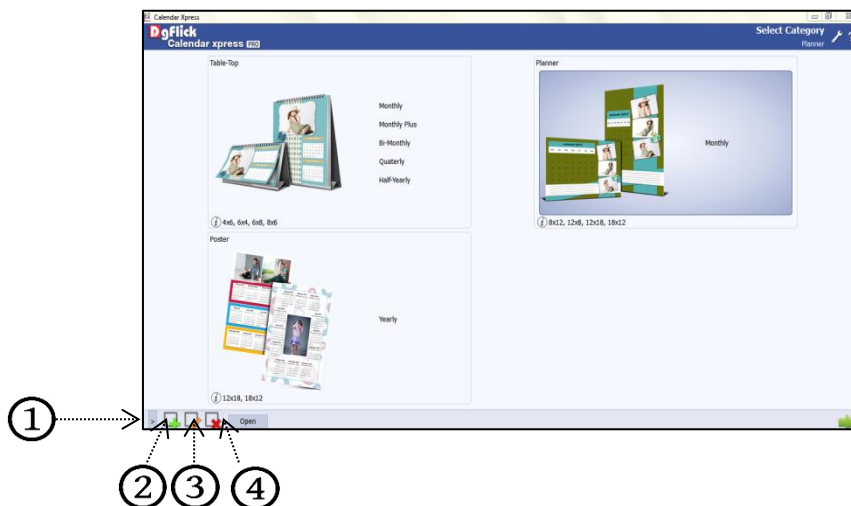 Calendar Xpress
DgFlick
Calendar xpress PRO
Select Category
Planner
Table-Top
Monthly
Monthly Plus
Bi-Monthly
Quaterly
Half-Yearly
4x6, 6x4, 6x8, 8x6
Planner
Monthly
8x12, 12x8, 12x18, 18x12
Poster
Yearly
12x18, 18x12
1
> Open
2 3 4